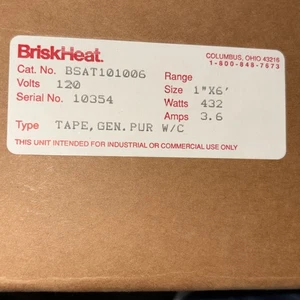 BriskHeat.
COLUMBUS, OHIO 43216
1-800-848-7673
Cat. No. BSAT101006 Range
Volts 120 Size 1"X6'
Serial No. 10354 Watts 432
Amps 3.6
Type TAPE,GEN.PUR W/C
THIS UNIT INTENDED FOR INDUSTRIAL OR COMMERCIAL USE ONLY